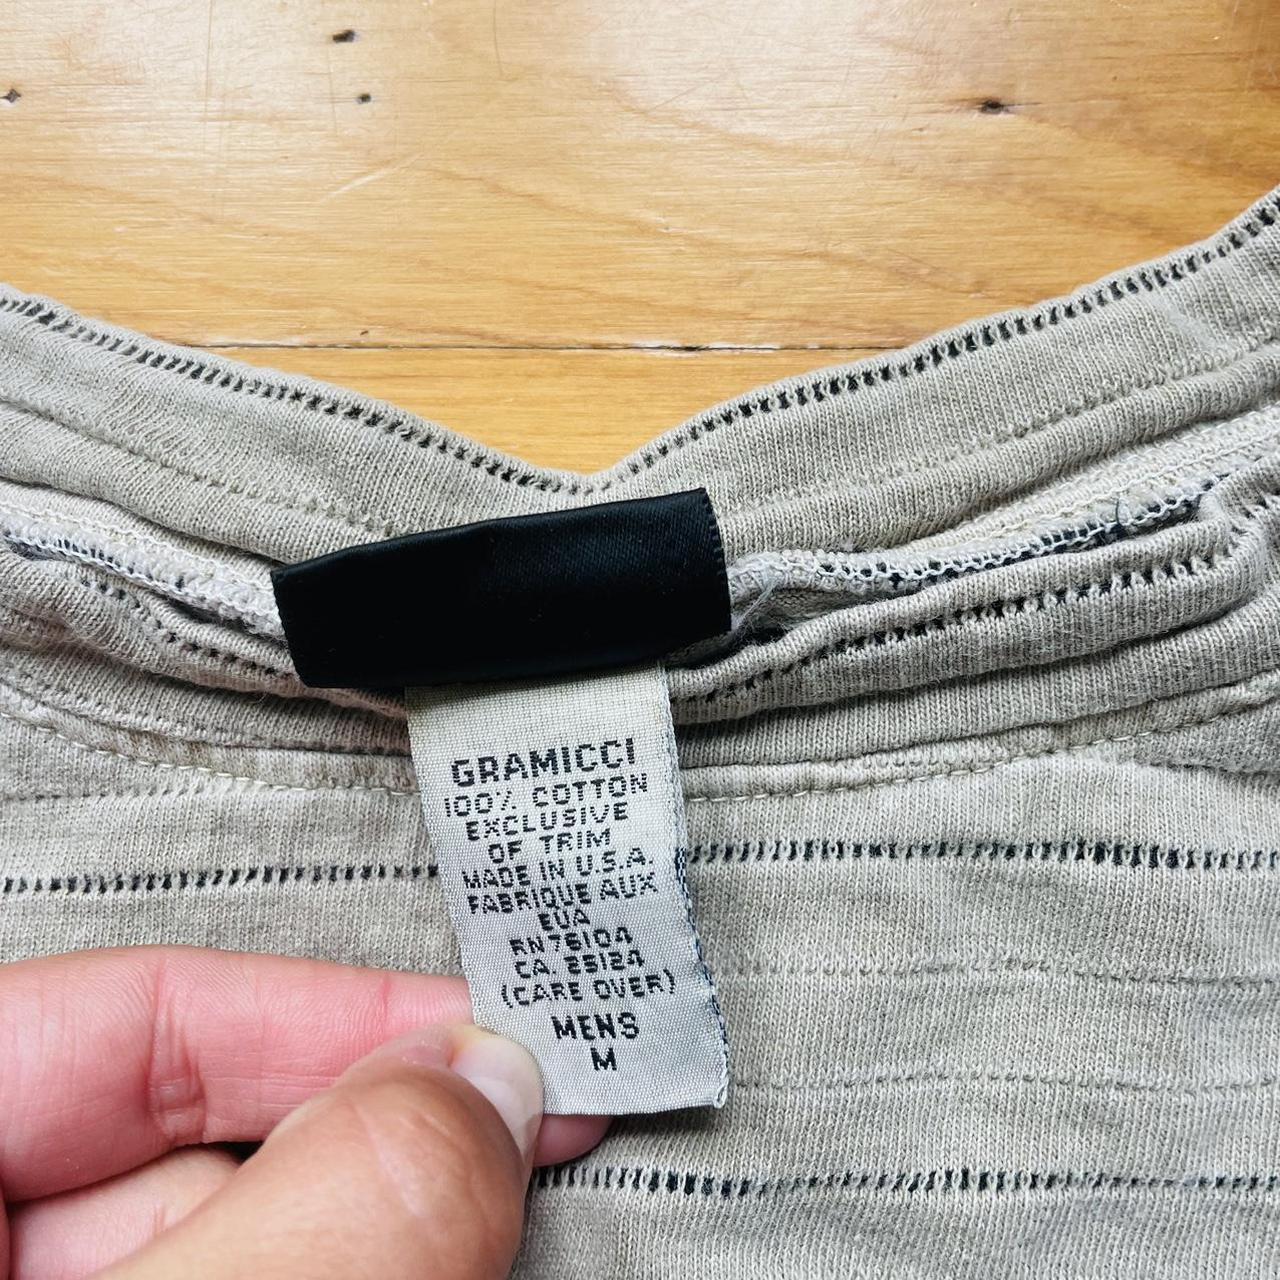 GRAMICCI
100% COTTON
EXCLUSIVE
OF TRIM
MADE IN U.S.A.
FABRIQUE AUX
EUA
RN76104
CA. 25124
(CARE OVER)
MENS
M